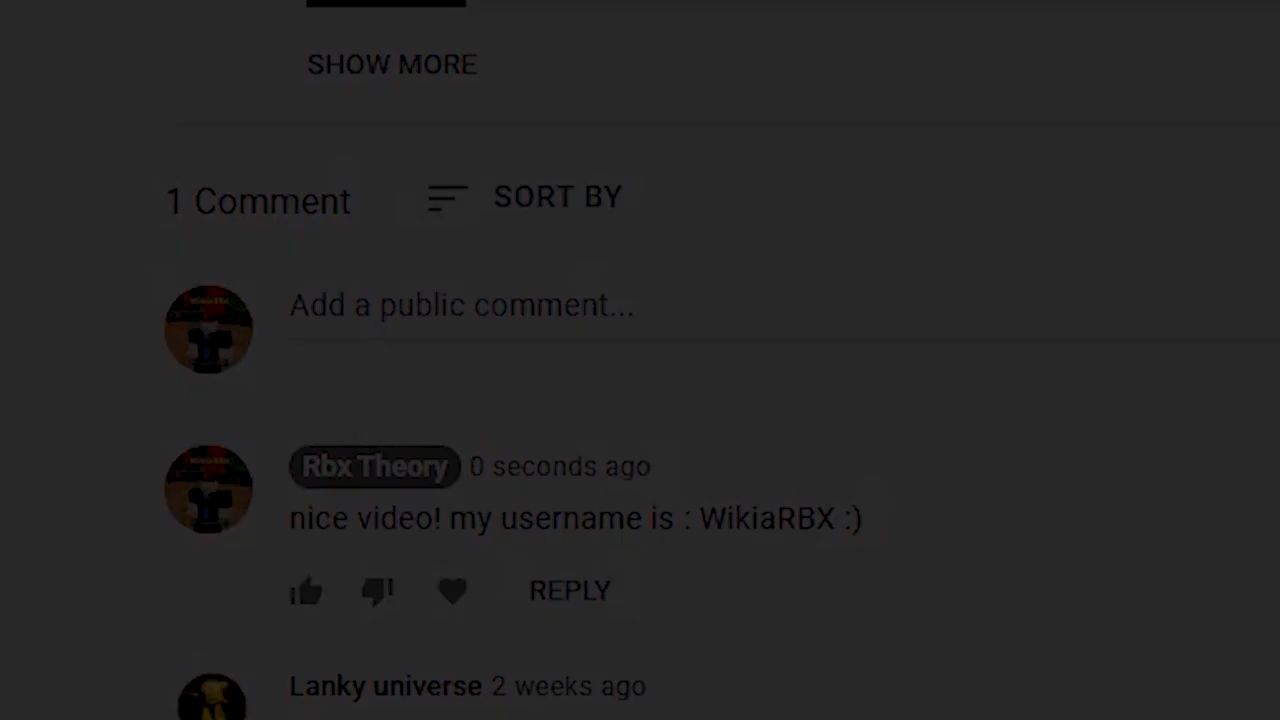 SHOW MORE
1 Comment SORT BY
Add a public comment...
Rbx Theory 0 seconds ago
nice video! my username is : WikiaRBX :)
REPLY
Lanky universe 2 weeks ago